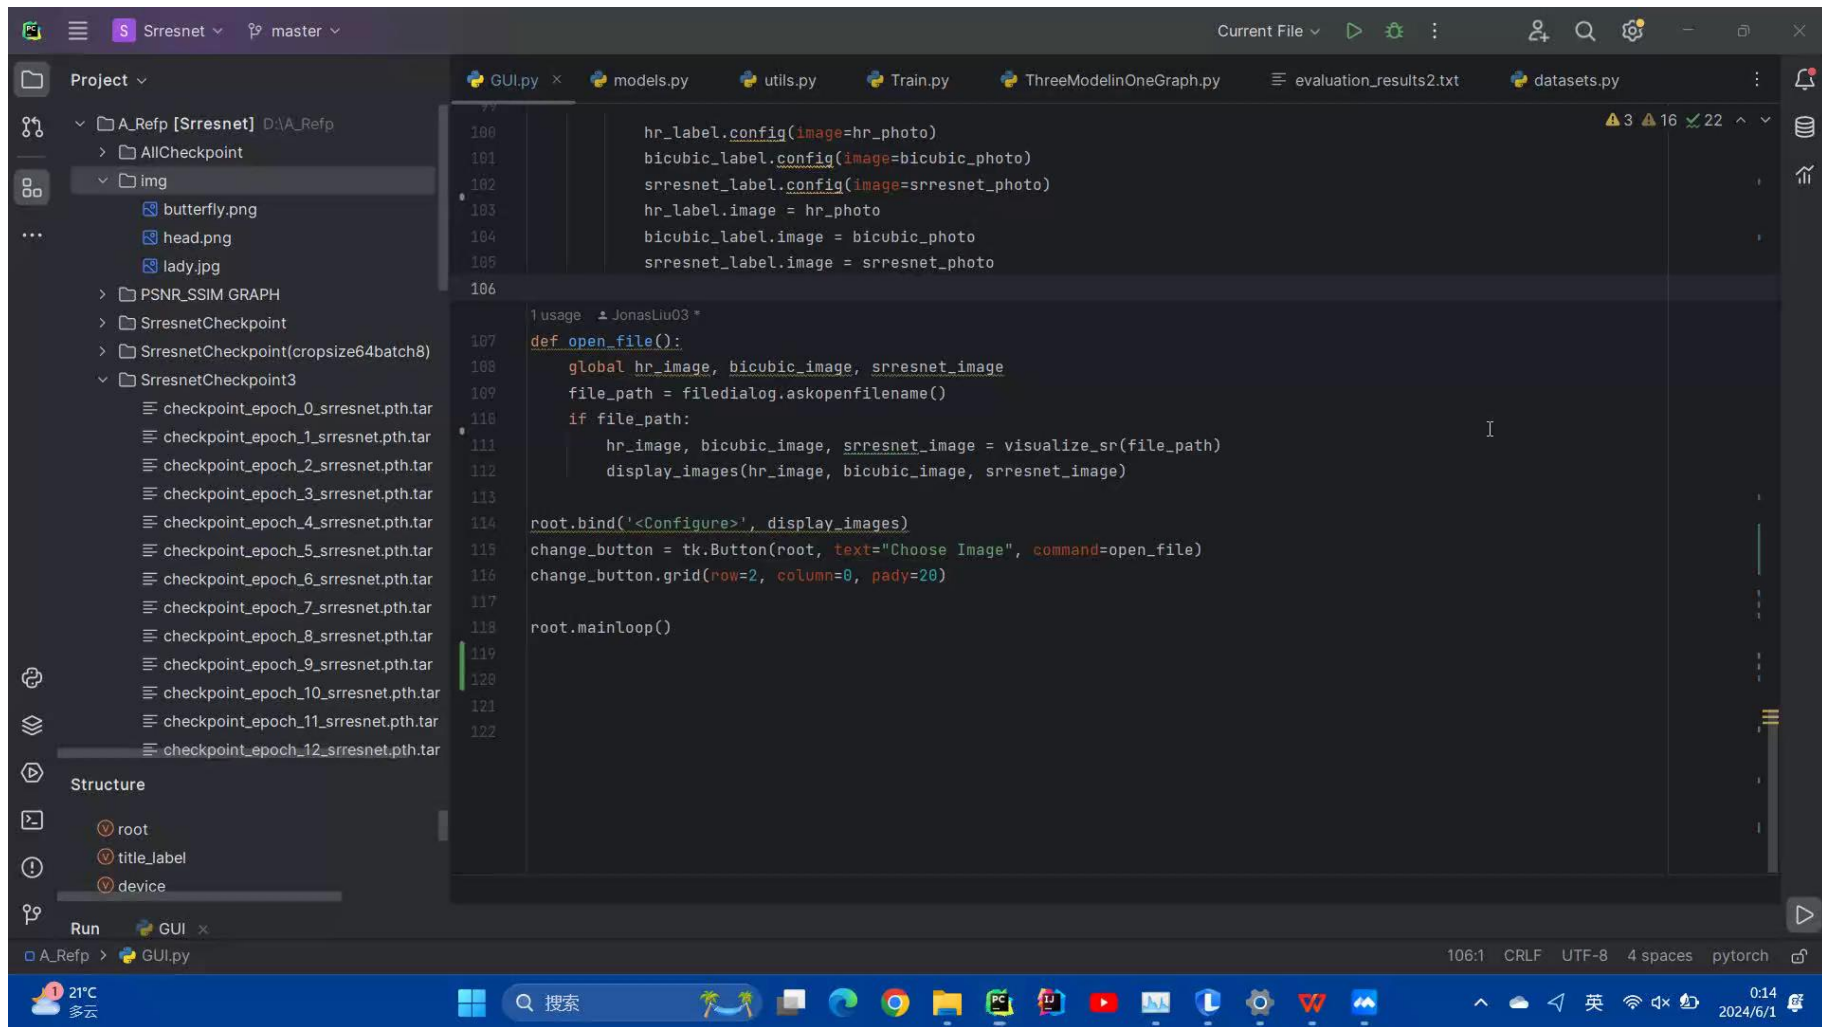 S Srresnet master
Current File
Project
GUI.py
models.py
utils.py
Train.py
ThreeModelinOneGraph.py
evaluation_results2.txt
datasets.py
A_Refp [Srresnet] D:\A_Refp
AllCheckpoint
img
butterfly.png
head.png
lady.jpg
PSNR_SSIM GRAPH
SrresnetCheckpoint
SrresnetCheckpoint(cropsize64batch8)
SrresnetCheckpoint3
checkpoint_epoch_0_srresnet.pth.tar
checkpoint_epoch_1_srresnet.pth.tar
checkpoint_epoch_2_srresnet.pth.tar
checkpoint_epoch_3_srresnet.pth.tar
checkpoint_epoch_4_srresnet.pth.tar
checkpoint_epoch_5_srresnet.pth.tar
checkpoint_epoch_6_srresnet.pth.tar
checkpoint_epoch_7_srresnet.pth.tar
checkpoint_epoch_8_srresnet.pth.tar
checkpoint_epoch_9_srresnet.pth.tar
checkpoint_epoch_10_srresnet.pth.tar
checkpoint_epoch_11_srresnet.pth.tar
checkpoint_epoch_12_srresnet.pth.tar
Structure
root
title_label
device
3 16 22
99
100 hr_label.config(image=hr_photo)
101 bicubic_label.config(image=bicubic_photo)
102 srresnet_label.config(image=srresnet_photo)
103 hr_label.image = hr_photo
104 bicubic_label.image = bicubic_photo
105 srresnet_label.image = srresnet_photo
106
1 usage JonasLiu03 *
107 def open_file():
108 global hr_image, bicubic_image, srresnet_image
109 file_path = filedialog.askopenfilename()
110 if file_path:
111 hr_image, bicubic_image, srresnet_image = visualize_sr(file_path)
112 display_images(hr_image, bicubic_image, srresnet_image)
113
114 root.bind('<Configure>', display_images)
115 change_button = tk.Button(root, text="Choose Image", command=open_file)
116 change_button.grid(row=2, column=0, pady=20)
117
118 root.mainloop()
119
120
121
122
Run GUI
A_Refp > GUI.py
106:1 CRLF UTF-8 4 spaces pytorch
1 21°C
多云
搜索
英
0:14
2024/6/1